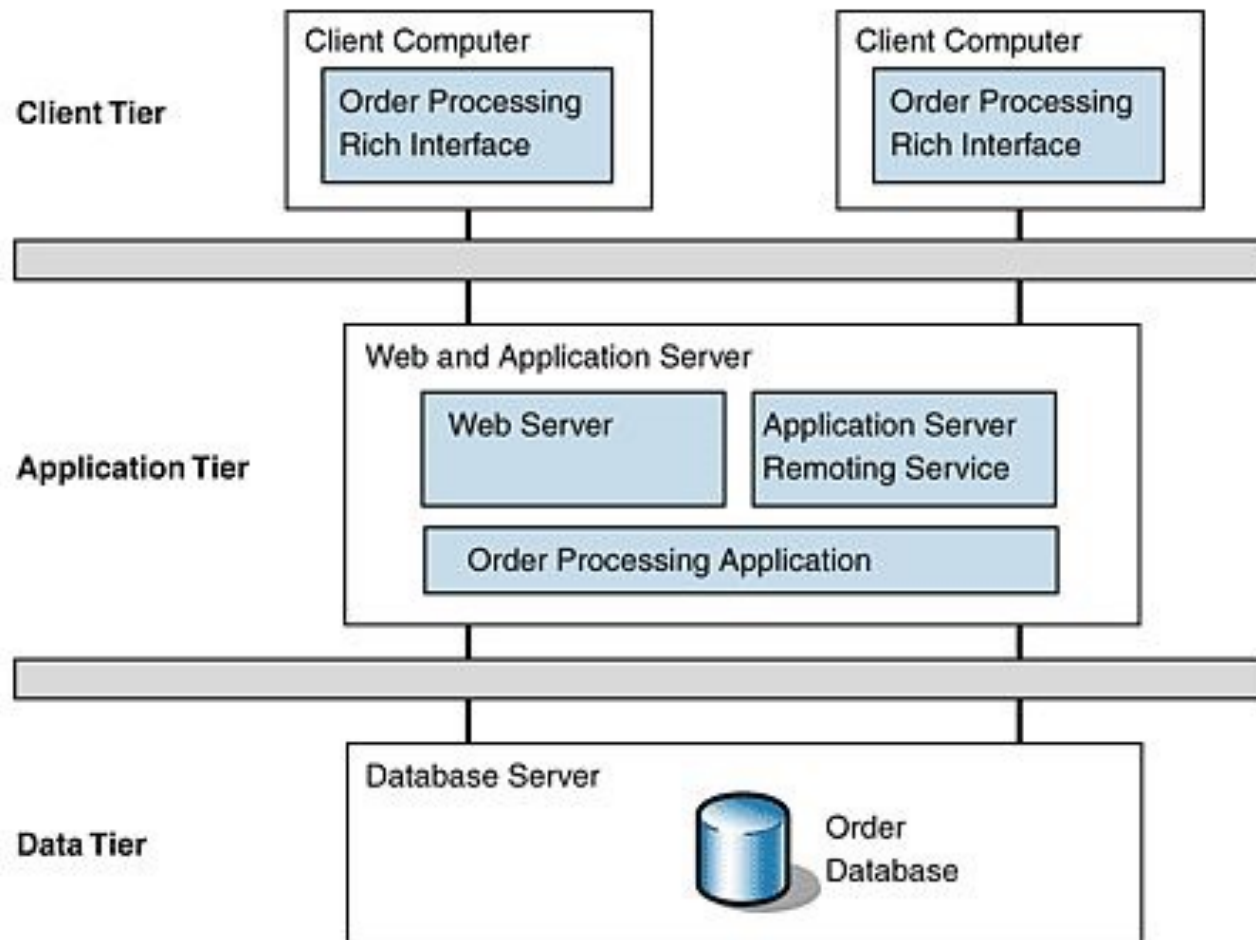 Client Computer
Client Computer
Client Tier
Order Processing
Rich Interface
Order Processing
Rich Interface
Web and Application Server
Web Server
Application Server
Remoting Service
Application Tier
Order Processing Application
Database Server
Data Tier
Order
Database